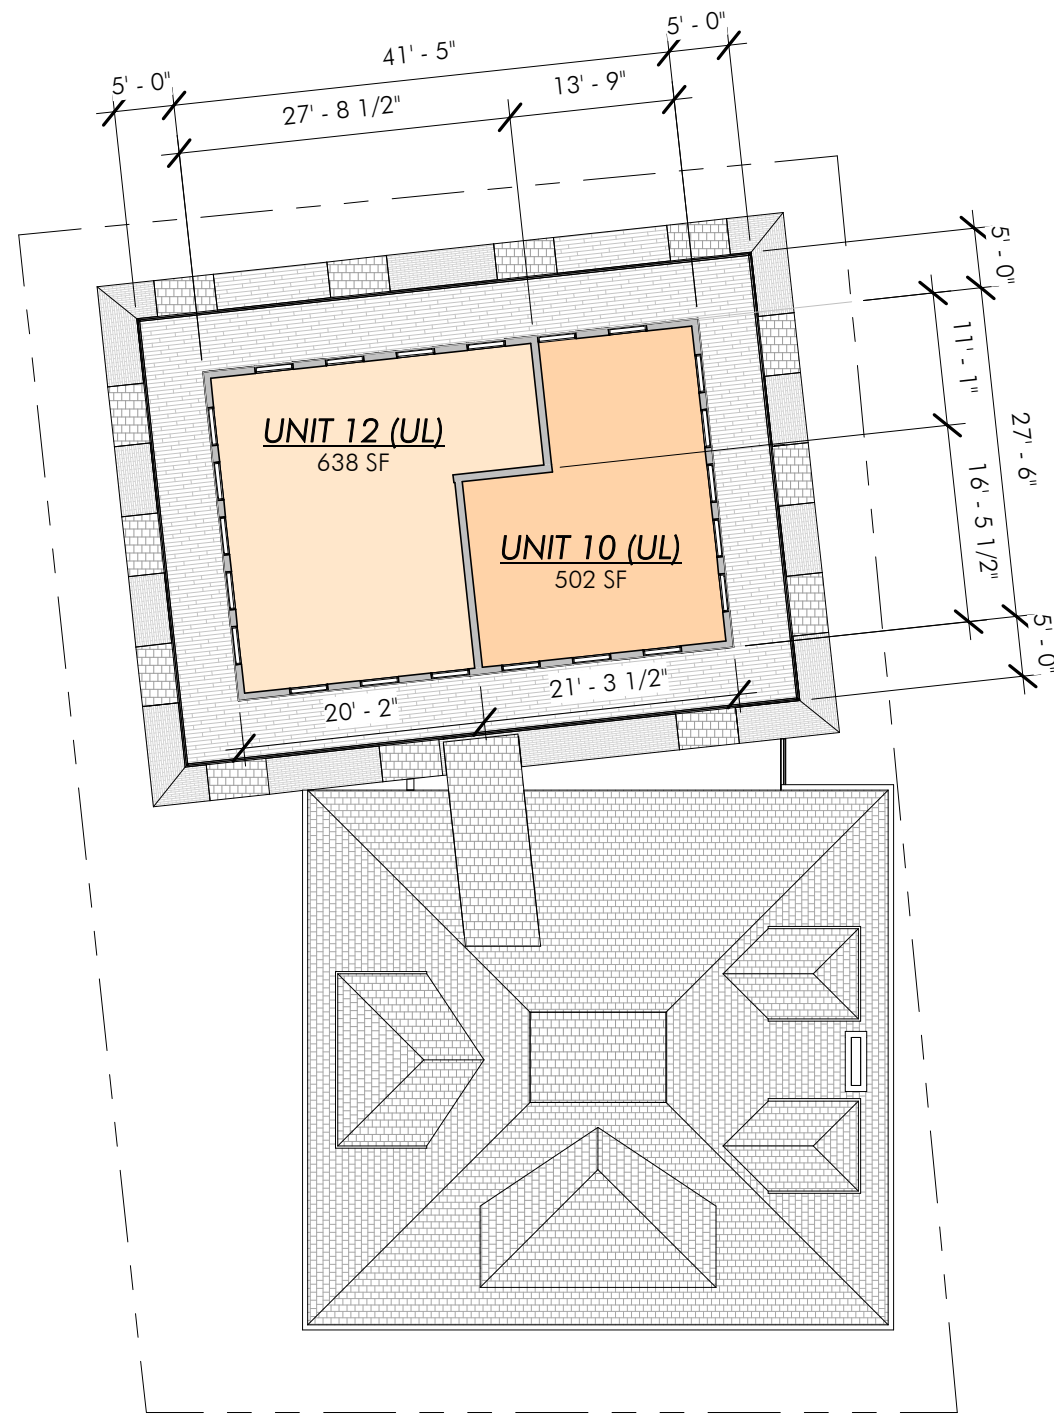 5' - 0"
41' - 5"
5' - 0"
27' - 8 1/2"
13' - 9"
5' - 0"
11' - 1"
27' - 6"
16' - 5 1/2"
5' - 0"
UNIT 12 (UL)
638 SF
UNIT 10 (UL)
502 SF
20' - 2"
21' - 3 1/2"